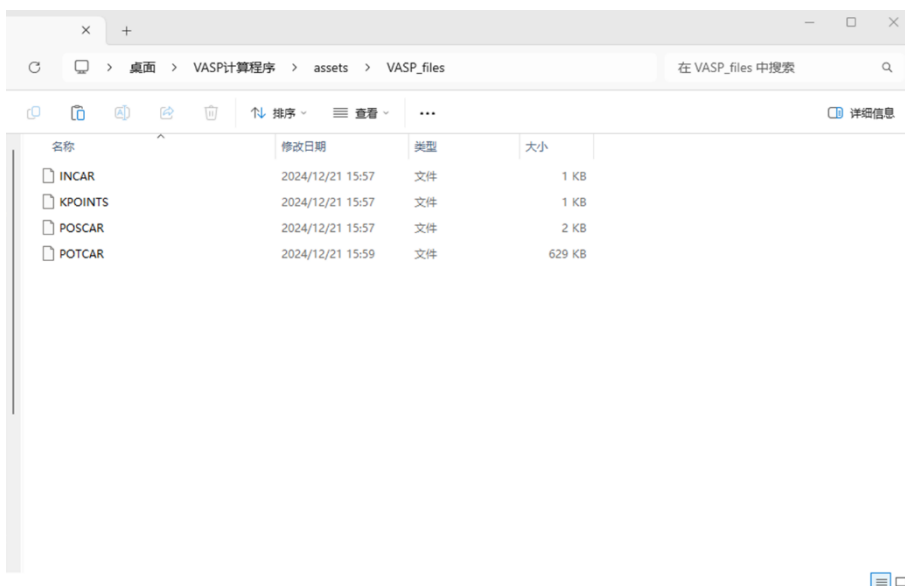 桌面 > VASP计算程序 > assets > VASP_files 在 VASP_files 中搜索
排序 查看 ... 详细信息
名称 修改日期 类型 大小
INCAR 2024/12/21 15:57 文件 1 KB
KPOINTS 2024/12/21 15:57 文件 1 KB
POSCAR 2024/12/21 15:57 文件 2 KB
POTCAR 2024/12/21 15:59 文件 629 KB